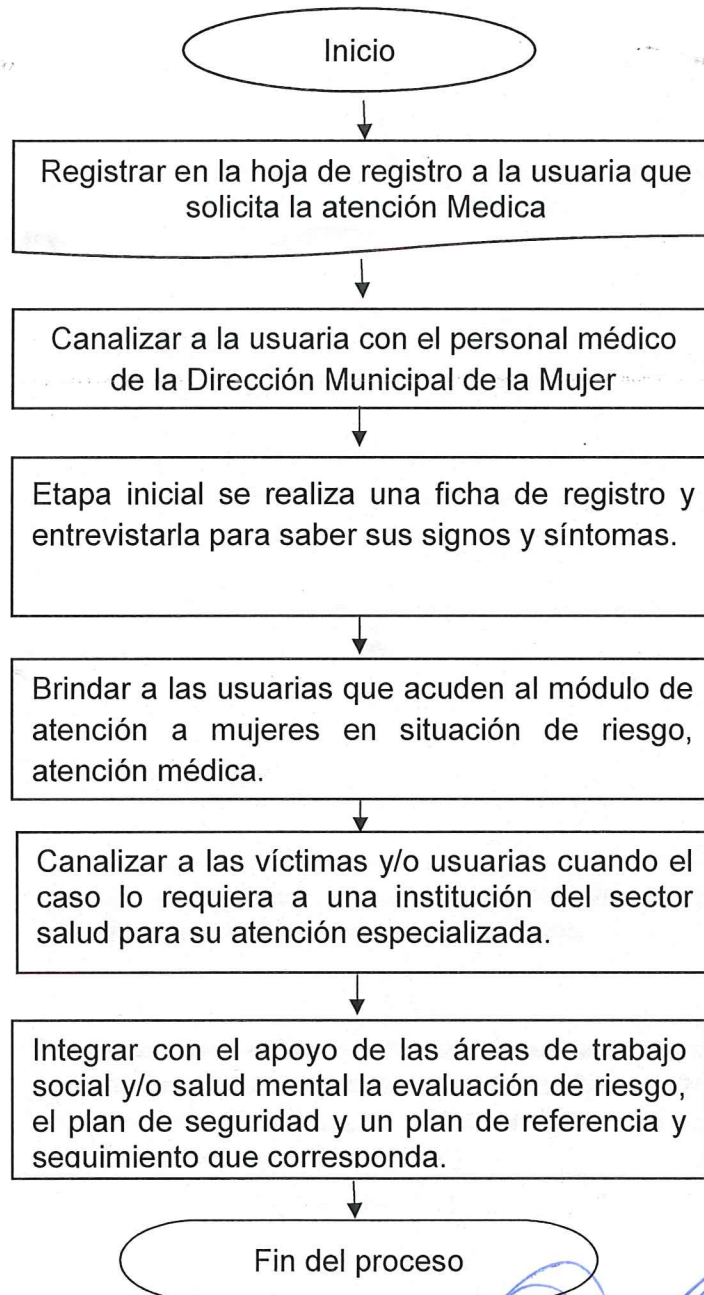 Inicio
Registrar en la hoja de registro a la usuaria que
solicita la atención Medica
Canalizar a la usuaria con el personal médico
de la Dirección Municipal de la Mujer
Etapa inicial se realiza una ficha de registro y
entrevistarla para saber sus signos y síntomas.
Brindar a las usuarias que acuden al módulo de
atención a mujeres en situación de riesgo,
atención médica.
Canalizar a las víctimas y/o usuarias cuando el
caso lo requiera a una institución del sector
salud para su atención especializada.
Integrar con el apoyo de las áreas de trabajo
social y/o salud mental la evaluación de riesgo,
el plan de seguridad y un plan de referencia y
seguimiento que corresponda.
Fin del proceso